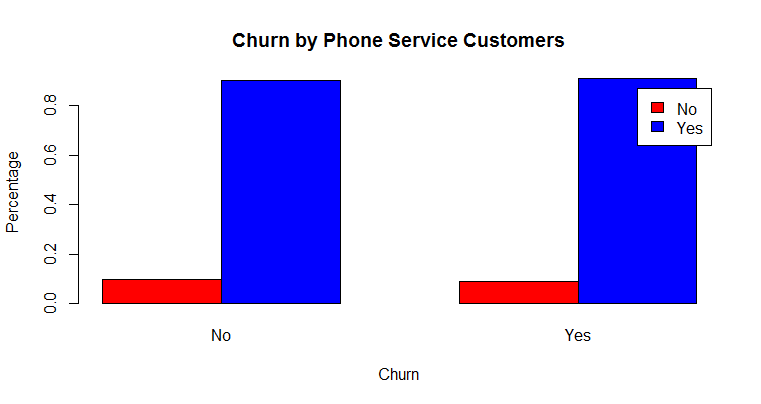 Churn by Phone Service Customers
Percentage
0.8
0.6
0.4
0.2
0.0
No
Yes
No
Yes
Churn